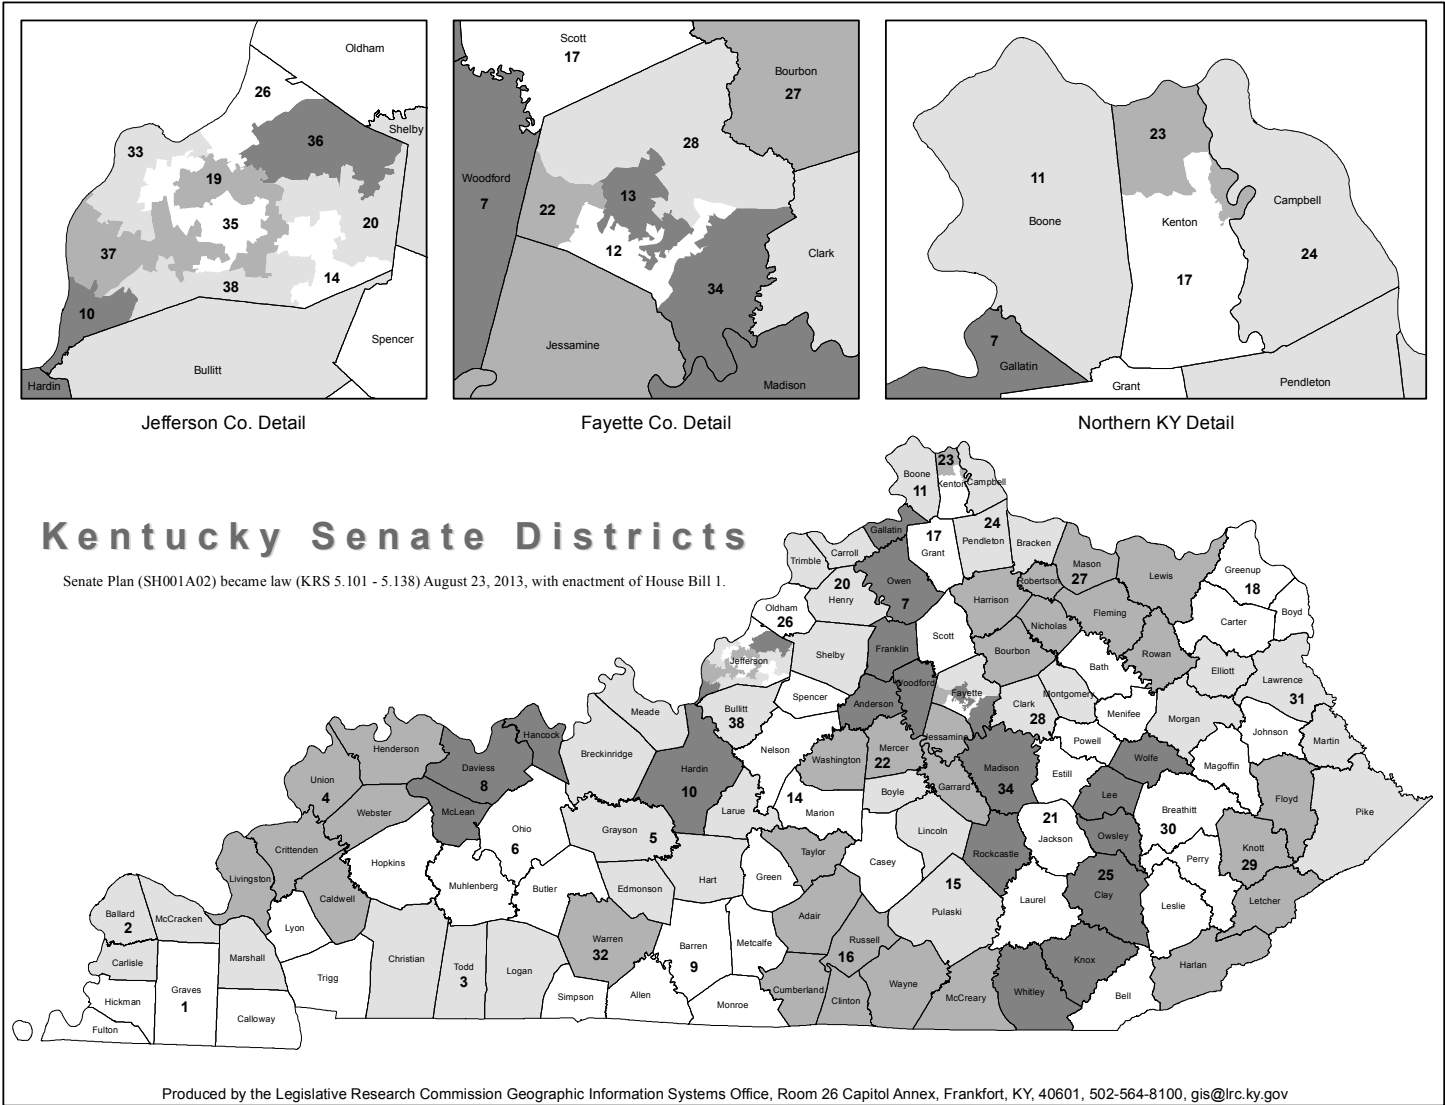 Oldham
26
36
Shelby
33
19
35
20
37
14
38
10
Spencer
Bullitt
Hardin
Jefferson Co. Detail
Scott
17
Bourbon
27
28
Woodford
7
13
22
12
Clark
34
Jessamine
Madison
Fayette Co. Detail
23
11
Boone
Campbell
Kenton
24
17
7
Gallatin
Grant
Pendleton
Northern KY Detail
Kentucky Senate Districts
Senate Plan (SH001A02) became law (KRS 5.101 - 5.138) August 23, 2013, with enactment of House Bill 1.
23
Boone
11
Kenton
Campbell
Gallatin
17
Grant
24
Pendleton
Bracken
Carroll
Trimble
20
Henry
Owen
7
Robertson
Mason
27
Lewis
Greenup
18
Boyd
Carter
Oldham
26
Harrison
Nicholas
Fleming
Scott
Jefferson
Shelby
Franklin
Bourbon
Bath
Rowan
Elliott
Lawrence
31
Woodford
Fayette
Clark
28
Montgomery
Menifee
Morgan
Johnson
Martin
Spencer
Anderson
Bullitt
38
Meade
Breckinridge
Nelson
Washington
Mercer
22
Jessamine
Powell
Estill
Wolfe
Magoffin
Hancock
Henderson
Daviess
8
Union
4
Hardin
10
Madison
34
Lee
Floyd
Pike
Webster
McLean
Larue
14
Marion
Boyle
Garrard
Lincoln
21
Jackson
Owsley
Breathitt
30
Knott
29
Ohio
6
Grayson
5
Hopkins
Crittenden
Livingston
Caldwell
Muhlenberg
Butler
Edmonson
Hart
Green
Taylor
Casey
Rockcastle
25
Clay
Perry
Leslie
Letcher
15
Pulaski
Laurel
Ballard
2
McCracken
Lyon
Adair
Russell
16
Warren
32
Barren
9
Metcalfe
Carlisle
Marshall
Christian
Todd
3
Logan
Trigg
Simpson
Allen
Monroe
Cumberland
Clinton
Wayne
McCreary
Whitley
Knox
Bell
Harlan
Hickman
Graves
1
Calloway
Fulton
Produced by the Legislative Research Commission Geographic Information Systems Office, Room 26 Capitol Annex, Frankfort, KY, 40601, 502-564-8100, gis@lrc.ky.gov